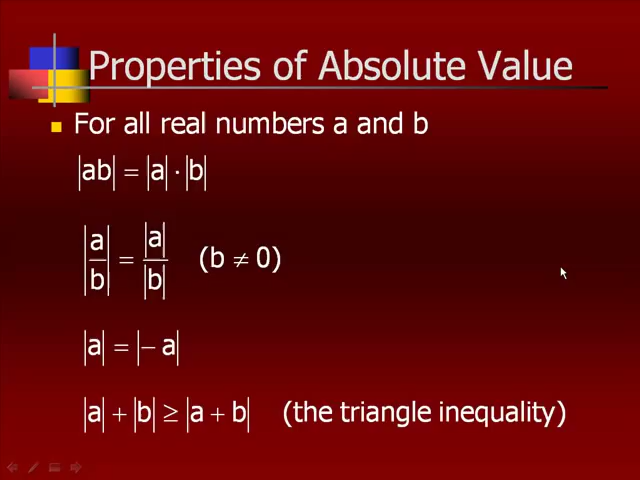 Properties of Absolute Value
For all real numbers a and b
|ab| = |a| · |b|
|a/b| = |a|/|b| (b ≠ 0)
|a| = |− a|
|a| + |b| ≥ |a + b| (the triangle inequality)